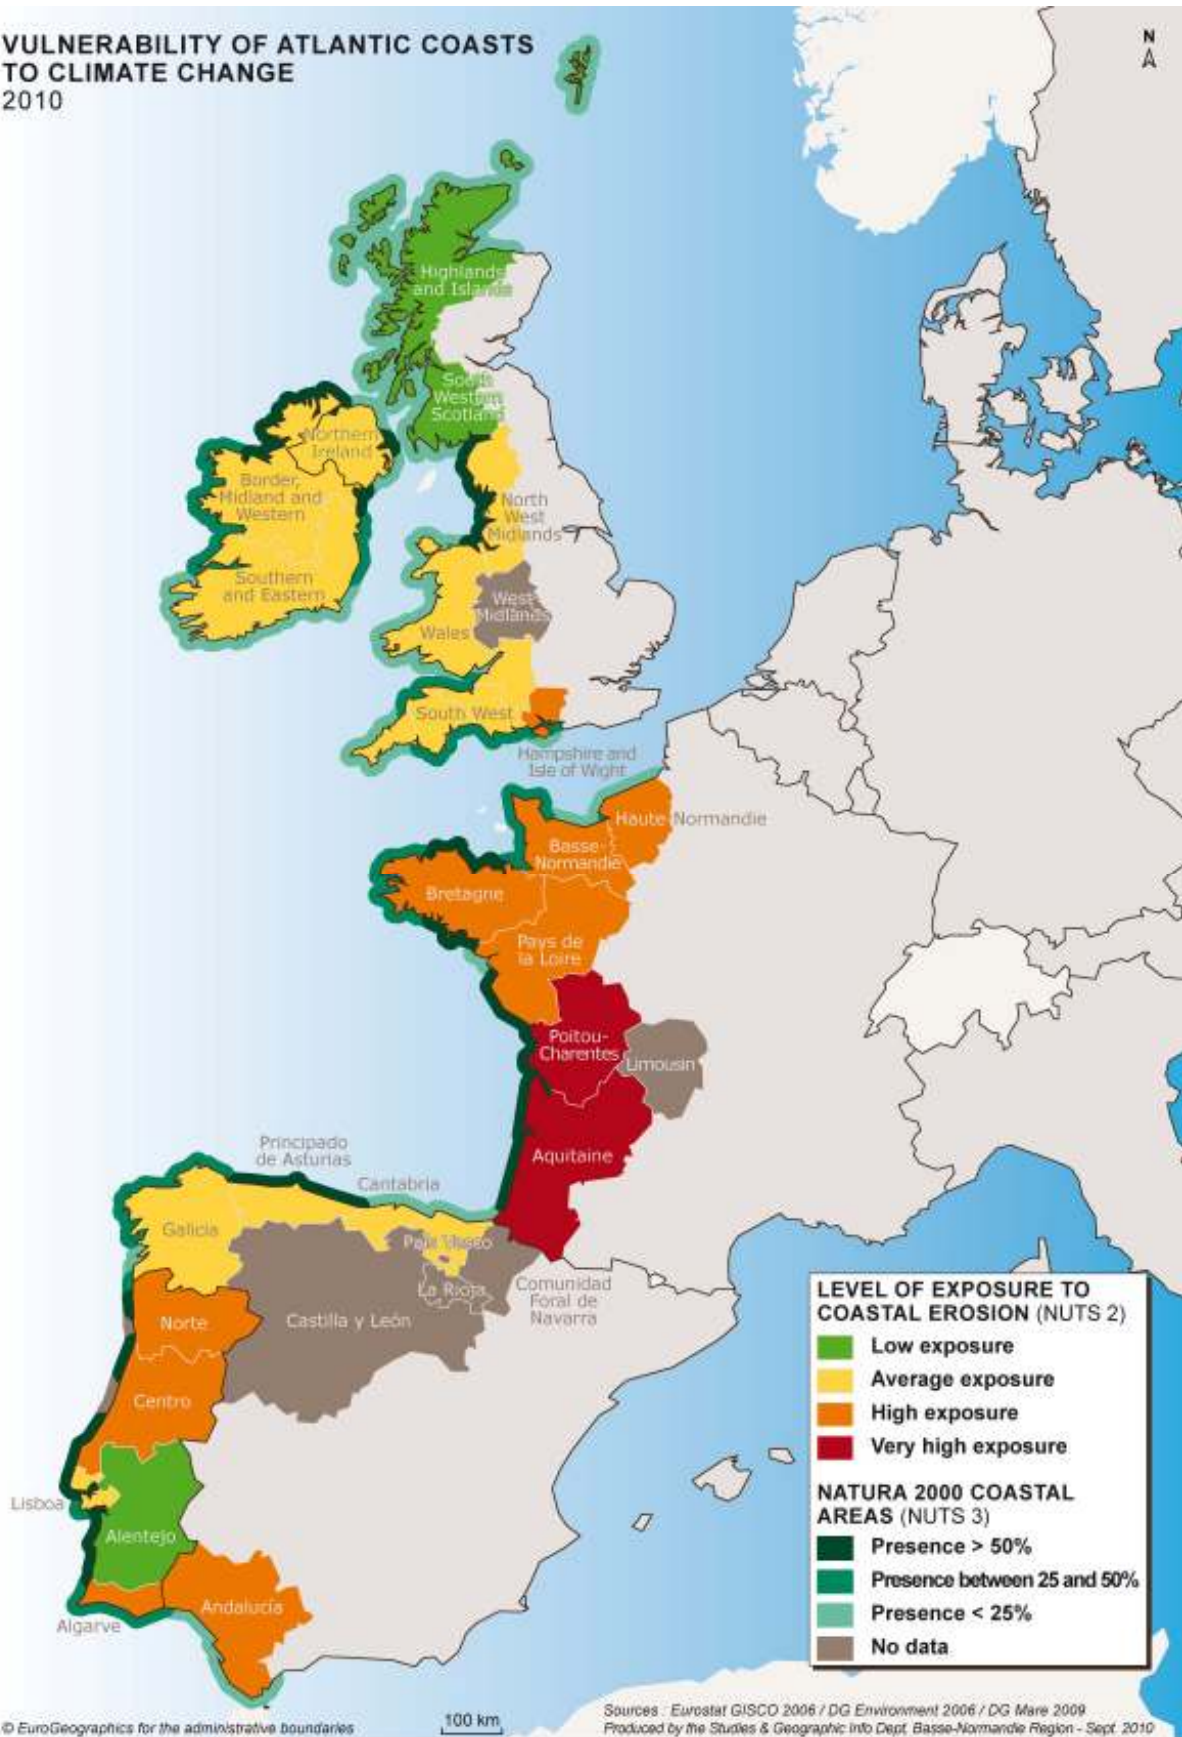 VULNERABILITY OF ATLANTIC COASTS
TO CLIMATE CHANGE
2010
N
Highlands
and Islands
South
Western
Scotland
Northern
Ireland
Border,
Midland and
Western
North
West
Midlands
Southern
and Eastern
West
Midlands
Wales
South West
Hampshire and
Isle of Wight
Haute-Normandie
Basse-
Normandie
Bretagne
Pays de
la Loire
Poitou-
Charentes
Limousin
Aquitaine
Principado
de Asturias
Cantabria
Galicia
País Vasco
La Rioja
Comunidad
Foral de
Navarra
Castilla y León
Norte
Centro
Lisboa
Alentejo
Algarve
Andalucía
LEVEL OF EXPOSURE TO
COASTAL EROSION (NUTS 2)
Low exposure
Average exposure
High exposure
Very high exposure
NATURA 2000 COASTAL
AREAS (NUTS 3)
Presence > 50%
Presence between 25 and 50%
Presence < 25%
No data
© EuroGeographics for the administrative boundaries
100 km
Sources : Eurostat GISCO 2006 / DG Environment 2006 / DG Mare 2009
Produced by the Studies & Geographic Info Dept, Basse-Normandie Region - Sept. 2010